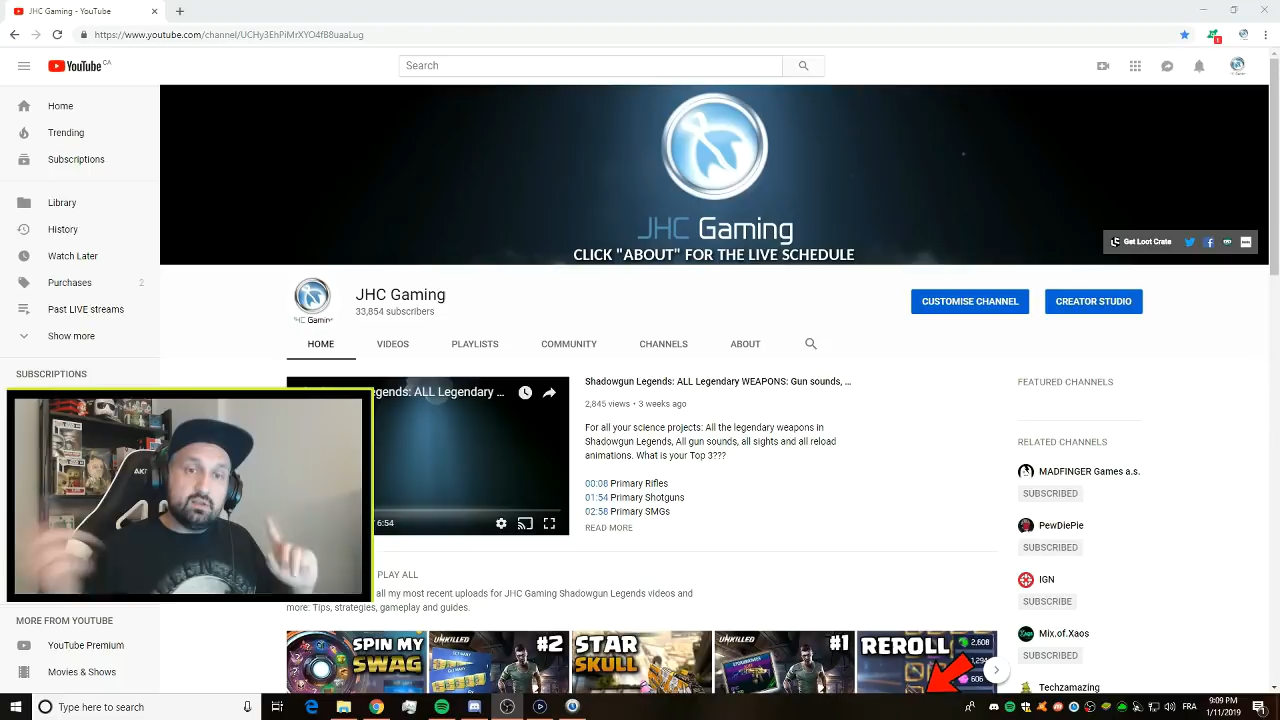 JHC Gaming - YouTube
https://www.youtube.com/channel/UCHy3EhPiMrXYO4fB8uaaLug
1
YouTube CA
Search
Home
Trending
Subscriptions
Library
History
Watch Later
Purchases 2
Past LIVE streams
Show more
SUBSCRIPTIONS
MORE FROM YOUTUBE
YouTube Premium
Movies & Shows
JHC Gaming
CLICK "ABOUT" FOR THE LIVE SCHEDULE
Get Loot Crate
JHC Gaming
JHC Gaming
33,854 subscribers
CUSTOMISE CHANNEL
CREATOR STUDIO
HOME VIDEOS PLAYLISTS COMMUNITY CHANNELS ABOUT
egends: ALL Legendary ...
6:54
Shadowgun Legends: ALL Legendary WEAPONS: Gun sounds, ...
2,845 views • 3 weeks ago
For all your science projects: All the legendary weapons in
Shadowgun Legends, All gun sounds, all sights and all reload
animations. What is your Top 3???
00:08 Primary Rifles
01:54 Primary Shotguns
02:58 Primary SMGs
READ MORE
PLAY ALL
all my most recent uploads for JHC Gaming Shadowgun Legends videos and
more: Tips, strategies, gameplay and guides.
SPIN MY
SWAG
UNKILLED
#2
STAR
SKULL
UNKILLED
#1
REROLL
2,608
606
FEATURED CHANNELS
RELATED CHANNELS
MADFINGER Games a.s.
SUBSCRIBED
PewDiePie
SUBSCRIBED
IGN
SUBSCRIBE
Mix.of.Xaos
SUBSCRIBED
Techzamazing
Type here to search
FR
9:09 PM
1/11/2019